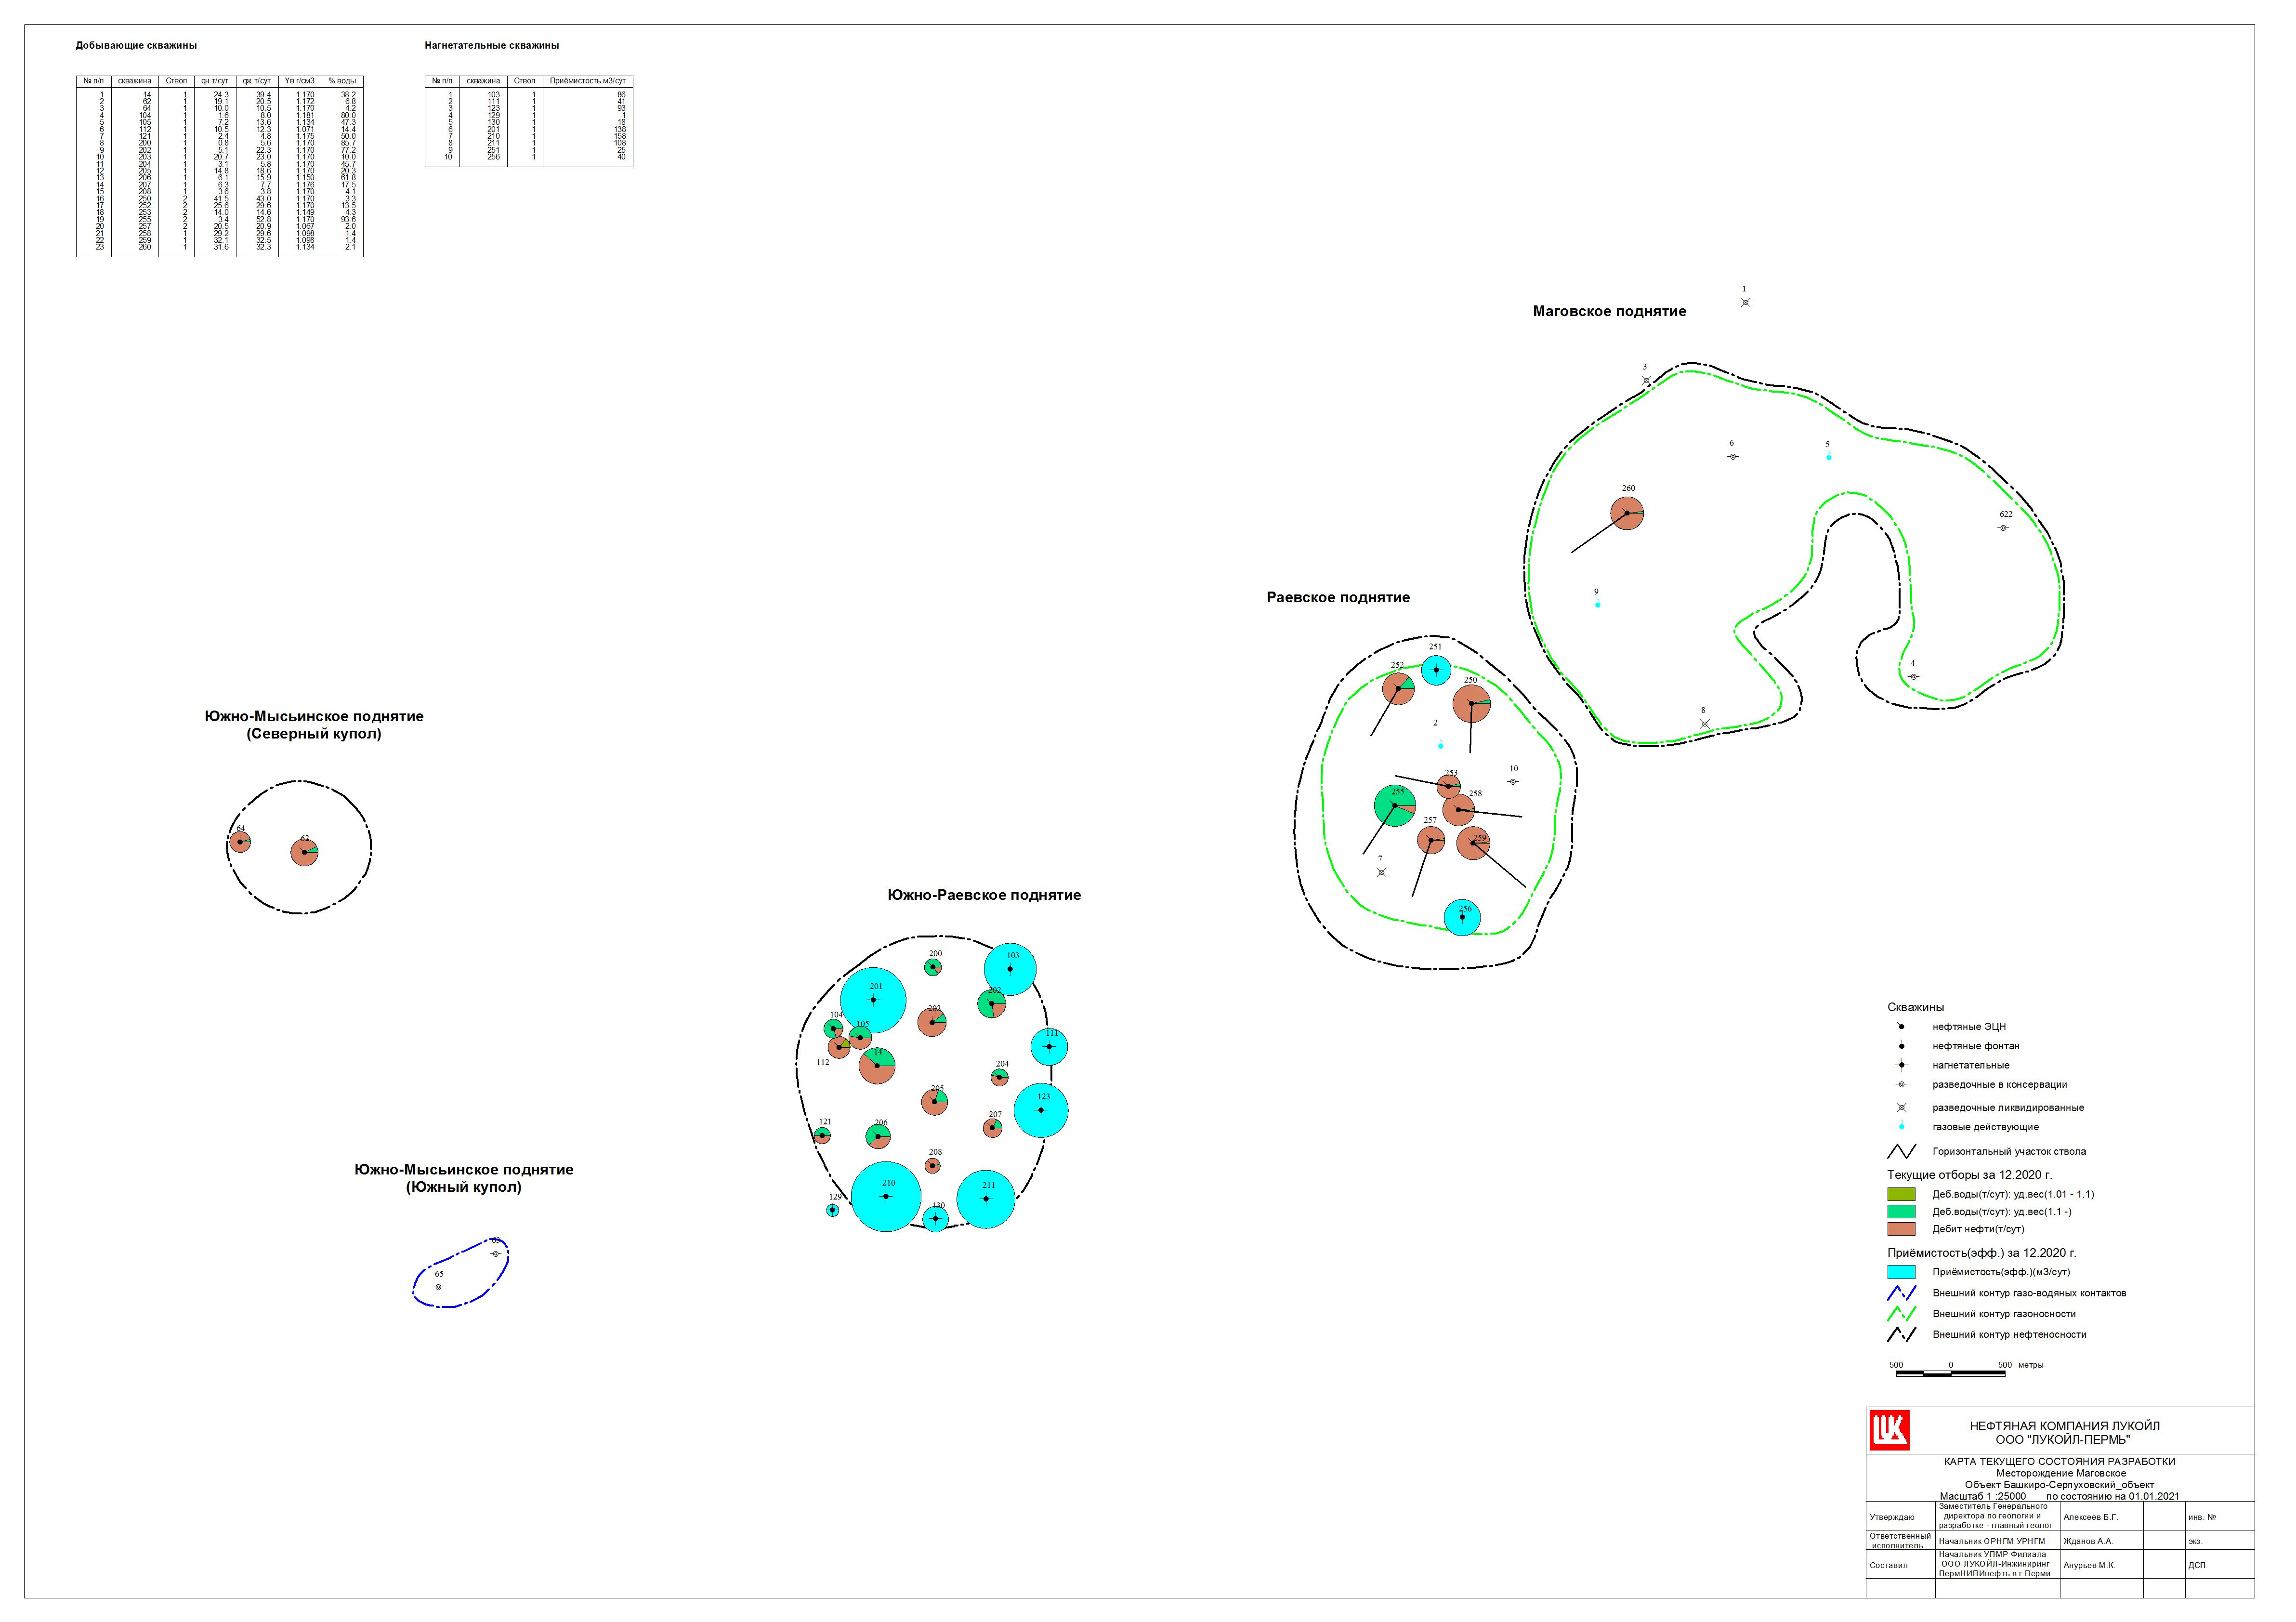 Добывающие скважины
№ п/п скважина Ствол qн т/сут qж т/сут Yв г/см3 % воды
1 14 1 24.3 39.4 1.170 38.2
2 62 1 19.1 20.5 1.172 6.8
3 64 1 10.0 10.5 1.170 4.2
4 104 1 1.6 8.0 1.181 80.0
5 105 1 7.2 13.6 1.134 47.3
6 112 1 10.5 12.3 1.071 14.4
7 121 1 2.4 4.8 1.175 50.0
8 200 1 0.8 5.6 1.170 85.7
9 202 1 5.1 22.3 1.170 77.2
10 203 1 20.7 23.0 1.170 10.0
11 204 1 3.1 5.8 1.170 45.7
12 205 1 14.8 18.6 1.170 20.3
13 206 1 6.1 15.9 1.150 61.8
14 207 1 6.3 7.7 1.176 17.5
15 208 1 3.6 3.8 1.170 4.1
16 250 2 41.5 43.0 1.170 3.3
17 252 2 25.6 29.6 1.170 13.5
18 253 2 14.0 14.6 1.149 4.3
19 255 2 3.4 52.8 1.170 93.6
20 257 2 20.5 20.9 1.067 2.0
21 258 1 29.2 29.6 1.098 1.4
22 259 1 32.1 32.5 1.098 1.4
23 260 1 31.6 32.3 1.134 2.1
Нагнетательные скважины
№ п/п скважина Ствол Приёмистость м3/сут
1 103 1 86
2 111 1 41
3 123 1 93
4 129 1 1
5 130 1 18
6 201 1 138
7 210 1 158
8 211 1 108
9 251 1 25
10 256 1 40
1
Маговское поднятие
3
6
5
260
622
9
4
8
Раевское поднятие
251
252
250
2
253
10
255
258
257
259
7
256
Южно-Мысьинское поднятие
(Северный купол)
64
62
Южно-Раевское поднятие
200
103
201
202
203
104
105
111
112
14
204
205
123
121
206
207
208
210
211
129
130
Южно-Мысьинское поднятие
(Южный купол)
63
65
Скважины
нефтяные ЭЦН
нефтяные фонтан
нагнетательные
разведочные в консервации
разведочные ликвидированные
газовые действующие
Горизонтальный участок ствола
Текущие отборы за 12.2020 г.
Деб.воды(т/сут): уд.вес(1.01 - 1.1)
Деб.воды(т/сут): уд.вес(1.1 -)
Дебит нефти(т/сут)
Приёмистость(эфф.) за 12.2020 г.
Приёмистость(эфф.)(м3/сут)
Внешний контур газо-водяных контактов
Внешний контур газоносности
Внешний контур нефтеносности
500 0 500 метры
НЕФТЯНАЯ КОМПАНИЯ ЛУКОЙЛ
ООО "ЛУКОЙЛ-ПЕРМЬ"
КАРТА ТЕКУЩЕГО СОСТОЯНИЯ РАЗРАБОТКИ
Месторождение Маговское
Объект Башкиро-Серпуховский_объект
Масштаб 1 :25000 по состоянию на 01.01.2021
Утверждаю
Заместитель Генерального
директора по геологии и
разработке - главный геолог
Алексеев Б.Г.
инв. №
Ответственный
исполнитель
Начальник ОРНГМ УРНГМ
Жданов А.А.
экз.
Составил
Начальник УПМР Филиала
ООО ЛУКОЙЛ-Инжиниринг
ПермНИПИнефть в г.Перми
Анурьев М.К.
ДСП